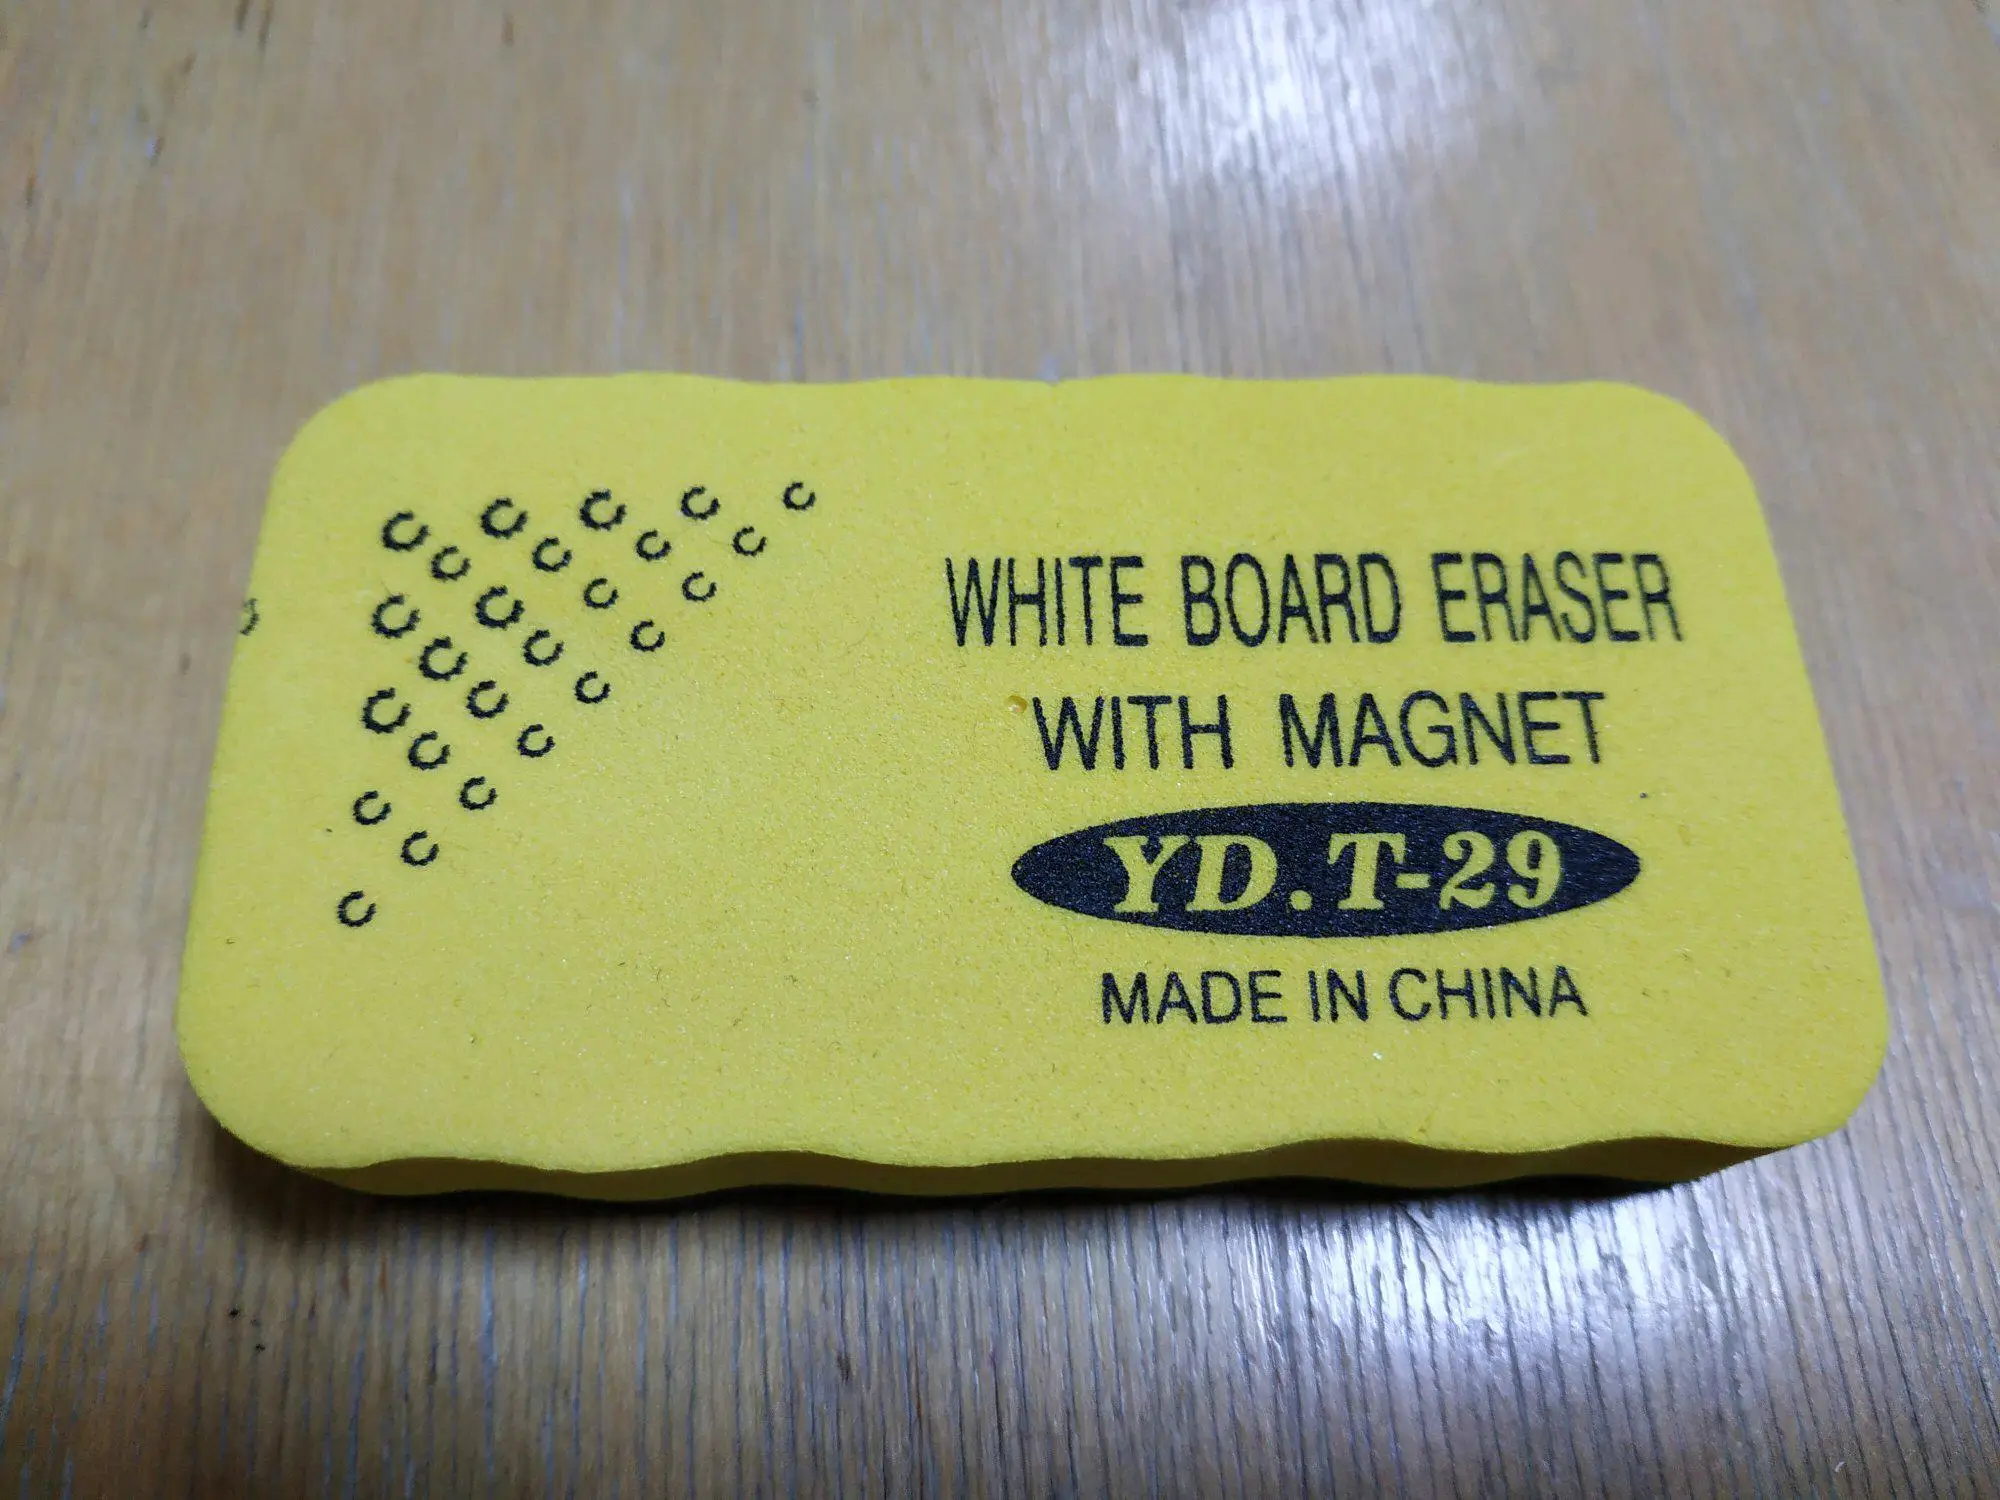 WHITE BOARD ERASER
WITH MAGNET
YD.T-29
MADE IN CHINA